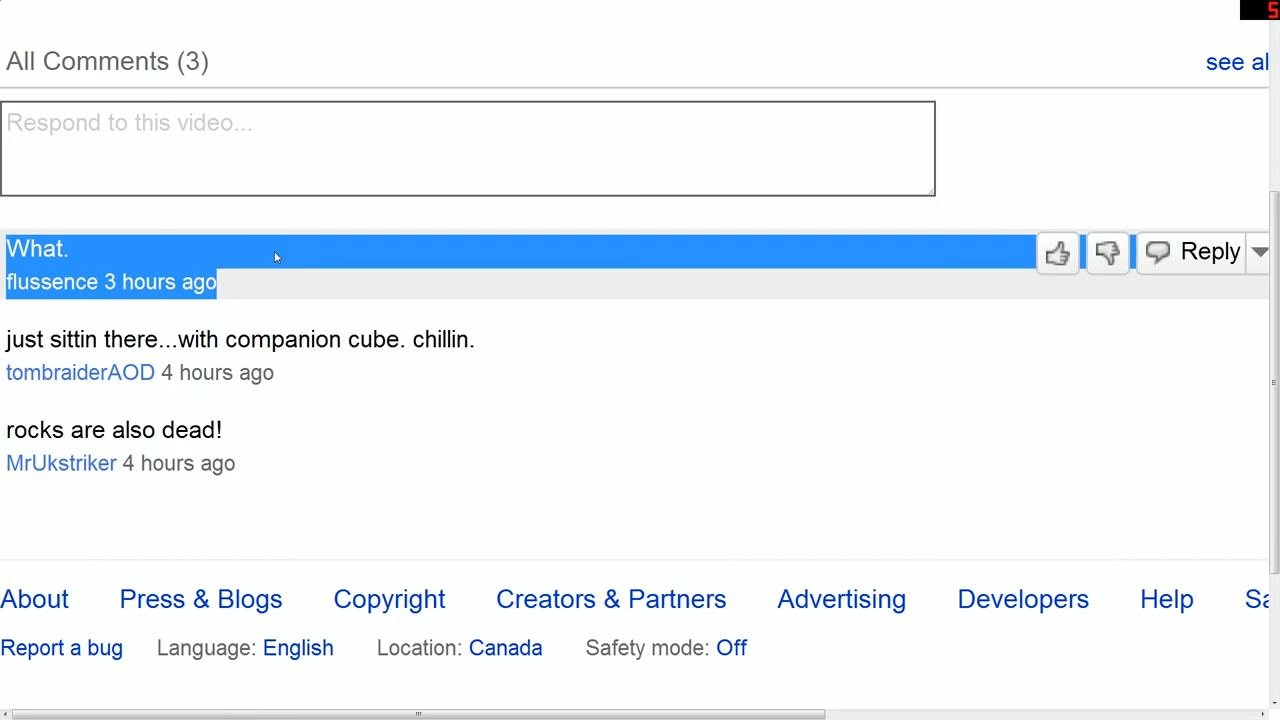 5
All Comments (3)
see al
Respond to this video...
What.
Reply
flussence 3 hours ago
just sittin there...with companion cube. chillin.
tombraiderAOD 4 hours ago
rocks are also dead!
MrUkstriker 4 hours ago
About Press & Blogs Copyright Creators & Partners Advertising Developers Help Sa
Report a bug Language: English Location: Canada Safety mode: Off